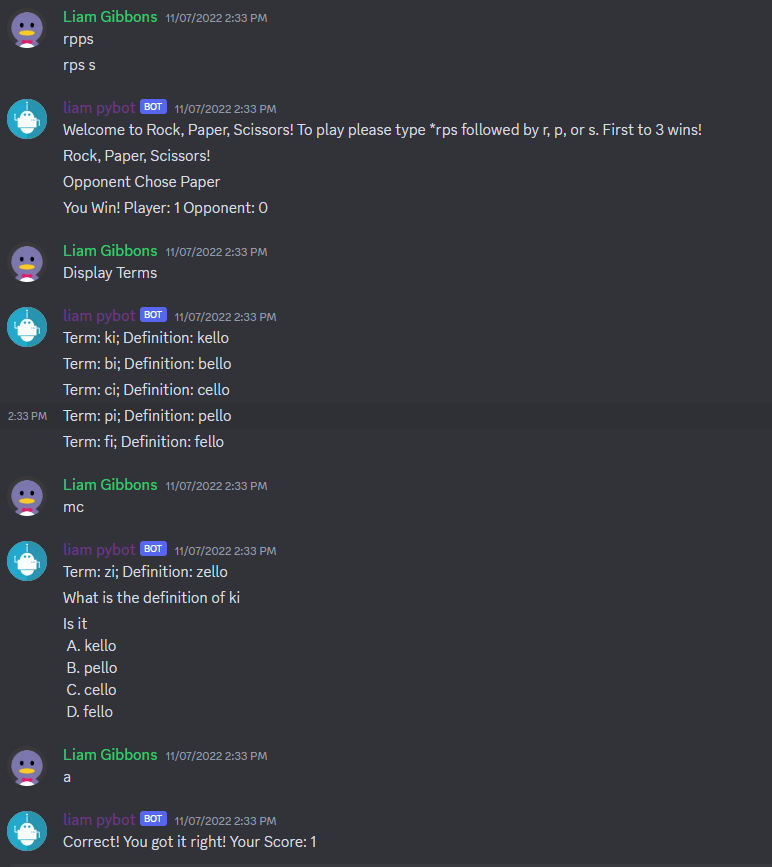 Liam Gibbons 11/07/2022 2:33 PM
rpps
rps s
liam pybot BOT 11/07/2022 2:33 PM
Welcome to Rock, Paper, Scissors! To play please type *rps followed by r, p, or s. First to 3 wins!
Rock, Paper, Scissors!
Opponent Chose Paper
You Win! Player: 1 Opponent: 0
Liam Gibbons 11/07/2022 2:33 PM
Display Terms
liam pybot BOT 11/07/2022 2:33 PM
Term: ki; Definition: kello
Term: bi; Definition: bello
Term: ci; Definition: cello
2:33 PM Term: pi; Definition: pello
Term: fi; Definition: fello
Liam Gibbons 11/07/2022 2:33 PM
mc
liam pybot BOT 11/07/2022 2:33 PM
Term: zi; Definition: zello
What is the definition of ki
Is it
A. kello
B. pello
C. cello
D. fello
Liam Gibbons 11/07/2022 2:33 PM
a
liam pybot BOT 11/07/2022 2:33 PM
Correct! You got it right! Your Score: 1